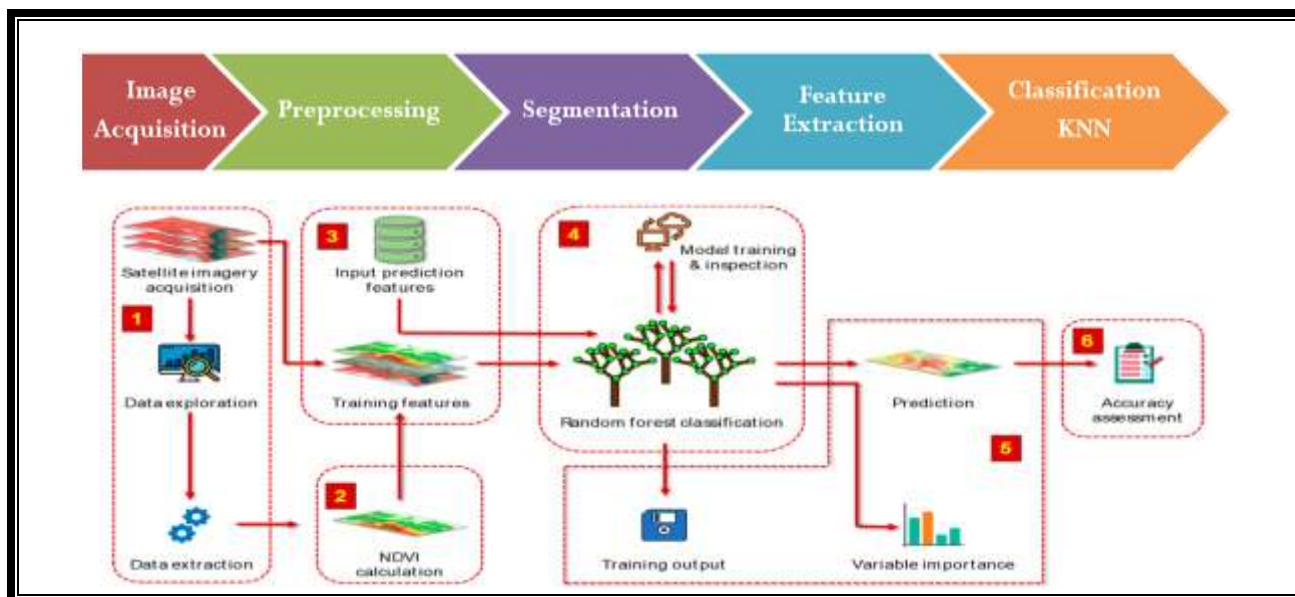 Image
Acquisition
Preprocessing
Segmentation
Feature
Extraction
Classification
KNN
Satellite imagery
acquisition
1
Data exploration
Data extraction
2
NDVI
calculation
3
Input prediction
features
Training features
4
Model training
& inspection
Random forest classification
Training output
Prediction
5
Variable importance
6
Accuracy
assessment